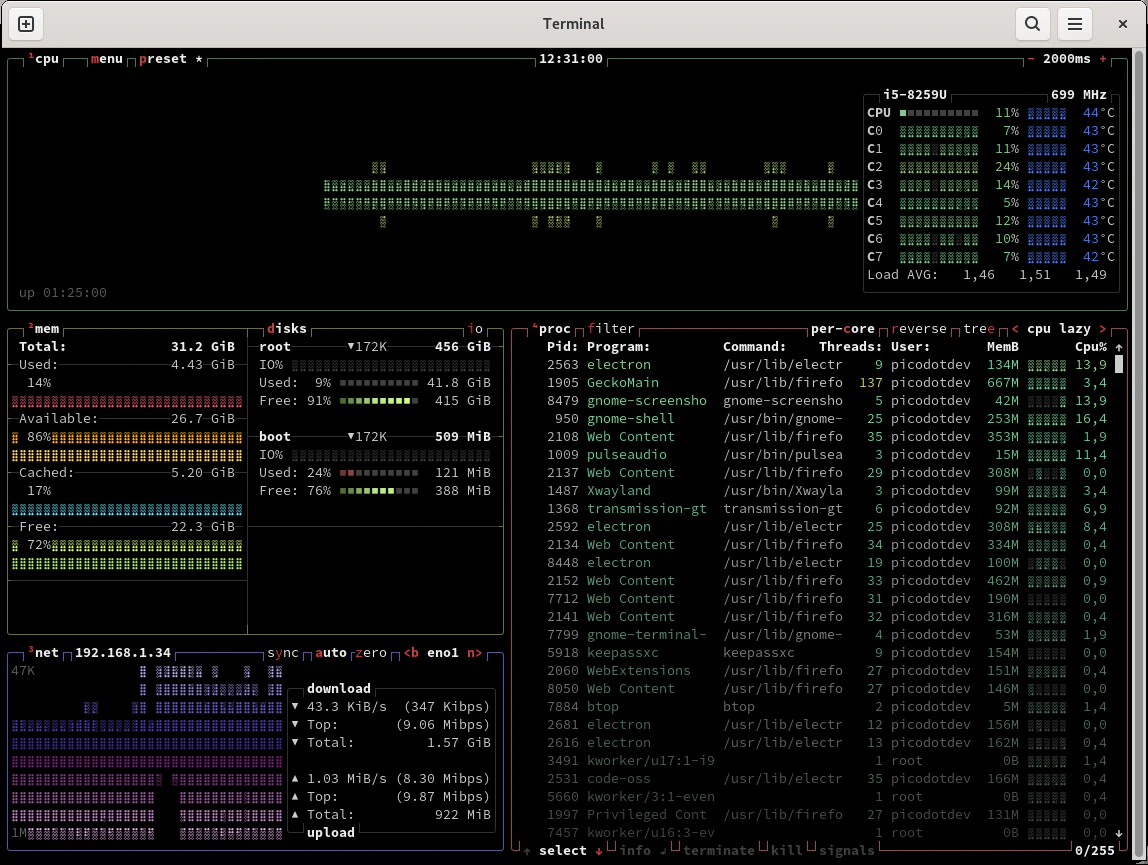 Terminal
¹cpu menu preset * 12:31:00 - 2000ms +
i5-8259U 699 MHz
CPU 11% 44°C
C0 7% 43°C
C1 11% 43°C
C2 24% 43°C
C3 14% 42°C
C4 5% 42°C
C5 12% 43°C
C6 10% 43°C
C7 7% 42°C
Load AVG: 1,46 1,51 1,49
up 01:25:00
²mem
Total: 31.2 GiB
Used: 4.43 GiB
14%
Available: 26.7 GiB
86%
Cached: 5.20 GiB
17%
Free: 22.3 GiB
72%
disks io
root ▼172K 456 GiB
IO%
Used: 9% 41.8 GiB
Free: 91% 415 GiB
boot ▼172K 509 MiB
IO%
Used: 24% 121 MiB
Free: 76% 388 MiB
³net 192.168.1.34 sync auto zero <b eno1 n>
47K
download
▼ 43.3 KiB/s (347 Kibps)
▼ Top: (9.06 Mibps)
▼ Total: 1.57 GiB
▲ 1.03 MiB/s (8.30 Mibps)
▲ Top: (9.87 Mibps)
▲ Total: 922 MiB
1M upload
⁴proc filter per-core reverse tree < cpu lazy >
Pid: Program: Command: Threads: User: MemB Cpu% ↑
2563 electron /usr/lib/electr 9 picodotdev 134M 13,9
1905 GeckoMain /usr/lib/firefo 137 picodotdev 667M 3,4
8479 gnome-screensho gnome-screensho 5 picodotdev 42M 13,9
950 gnome-shell /usr/bin/gnome- 25 picodotdev 253M 16,4
2108 Web Content /usr/lib/firefo 35 picodotdev 353M 1,9
1009 pulseaudio /usr/bin/pulsea 3 picodotdev 15M 11,4
2137 Web Content /usr/lib/firefo 29 picodotdev 308M 0,0
1487 Xwayland /usr/bin/Xwayla 3 picodotdev 99M 3,4
1368 transmission-gt transmission-gt 6 picodotdev 92M 6,9
2592 electron /usr/lib/electr 25 picodotdev 308M 8,4
2134 Web Content /usr/lib/firefo 34 picodotdev 334M 0,4
8448 electron /usr/lib/electr 19 picodotdev 100M 0,4
2152 Web Content /usr/lib/firefo 33 picodotdev 462M 0,9
7712 Web Content /usr/lib/firefo 31 picodotdev 190M 0,0
2141 Web Content /usr/lib/firefo 32 picodotdev 316M 0,4
7799 gnome-terminal- /usr/lib/gnome- 4 picodotdev 53M 1,9
5918 keepassxc keepassxc 9 picodotdev 154M 0,0
2060 WebExtensions /usr/lib/firefo 27 picodotdev 151M 0,4
8050 Web Content /usr/lib/firefo 27 picodotdev 146M 0,0
7884 btop btop 2 picodotdev 5M 1,4
2681 electron /usr/lib/electr 12 picodotdev 156M 0,0
2616 electron /usr/lib/electr 13 picodotdev 162M 0,4
3491 kworker/u17:1-i9 1 root 0B 1,4
2531 code-oss /usr/lib/electr 35 picodotdev 166M 0,4
5660 kworker/3:1-even 1 root 0B 0,4
1997 Privileged Cont /usr/lib/firefo 27 picodotdev 131M 0,4
7457 kworker/u16:3-ev 1 root 0B 0,4 ↓
↑ select ↓ info ↲ terminate kill signals 0/255